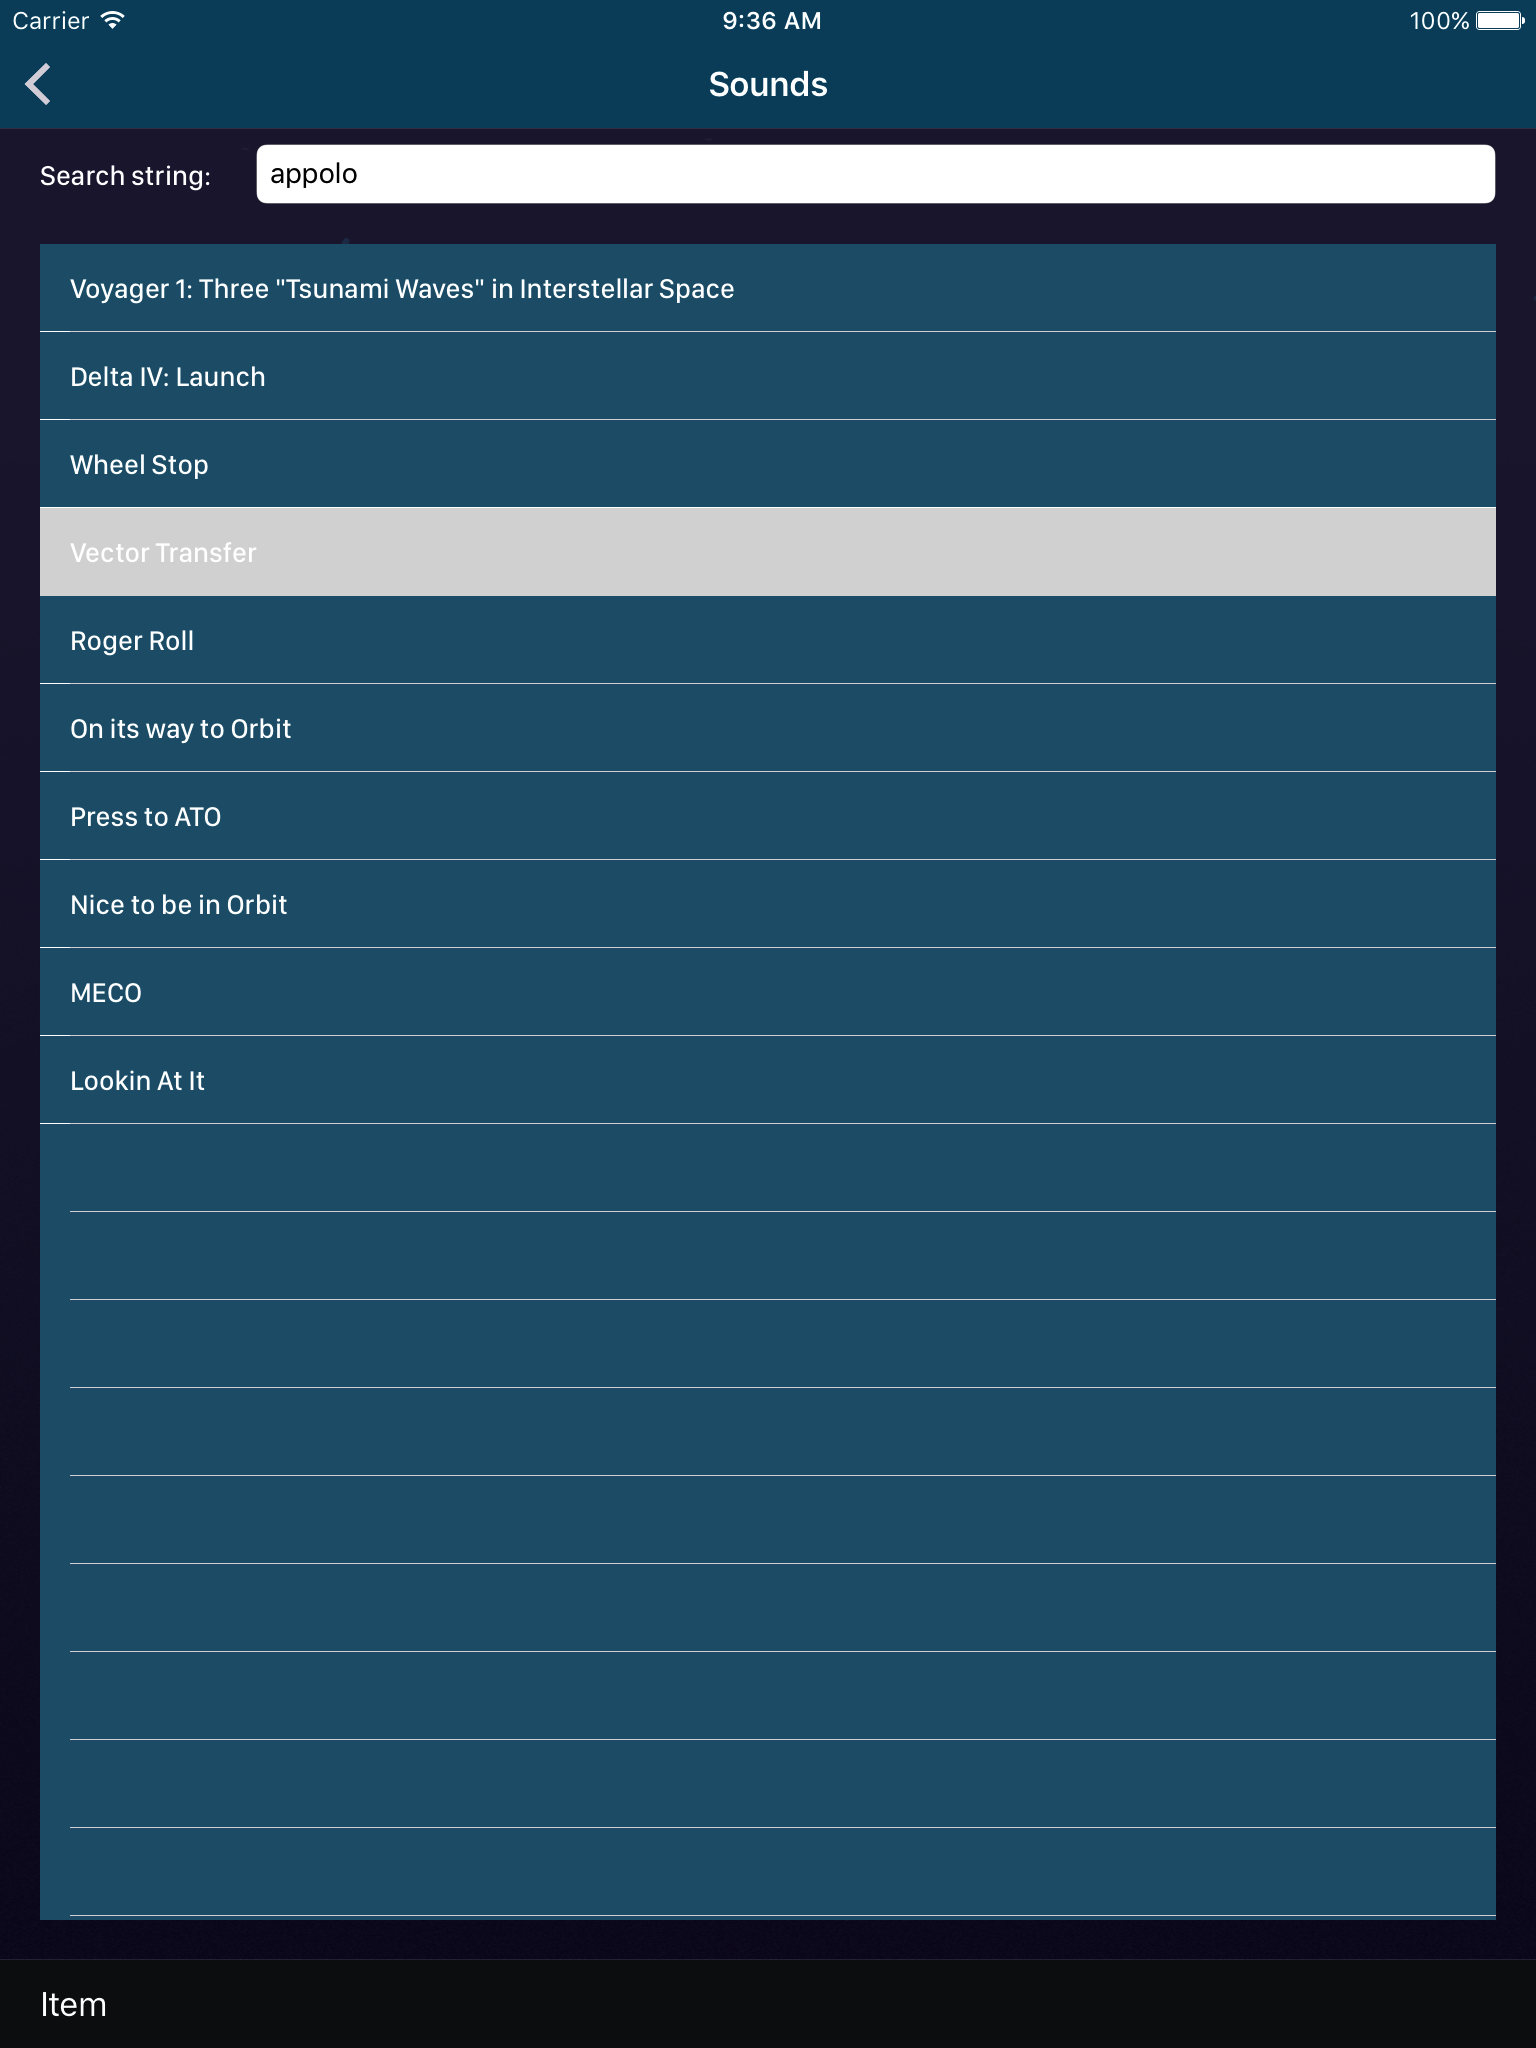 Carrier 9:36 AM 100%
Sounds
Search string: appolo
Voyager 1: Three "Tsunami Waves" in Interstellar Space
Delta IV: Launch
Wheel Stop
Vector Transfer
Roger Roll
On its way to Orbit
Press to ATO
Nice to be in Orbit
MECO
Lookin At It
Item